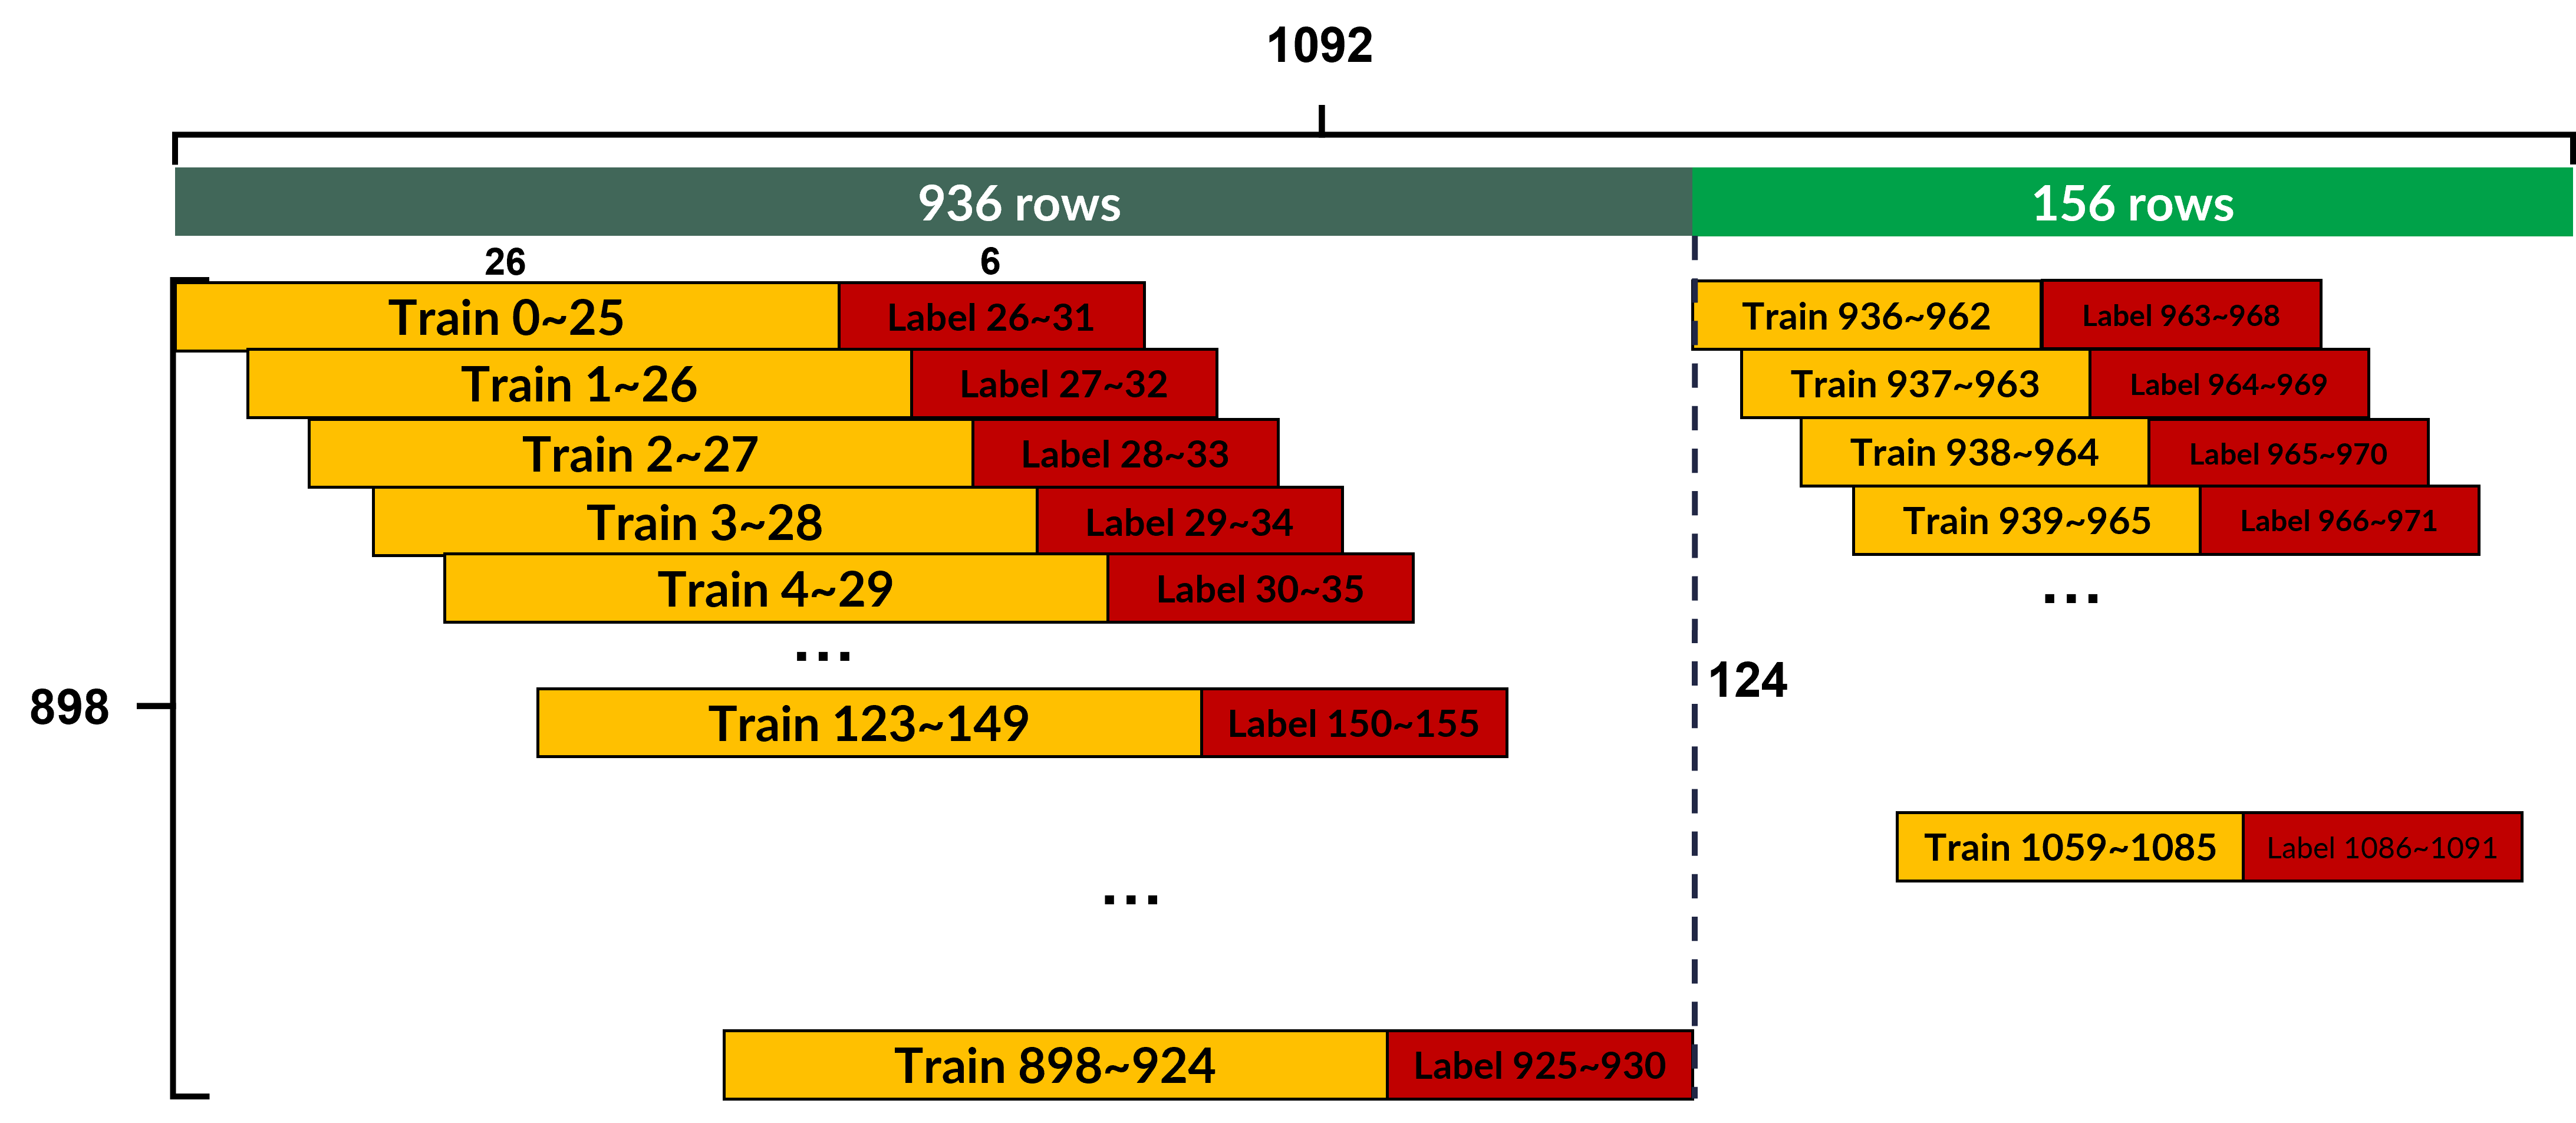 1092
936 rows
156 rows
26
6
Train 0~25
Label 26~31
Train 1~26
Label 27~32
Train 2~27
Label 28~33
Train 3~28
Label 29~34
Train 4~29
Label 30~35
...
Train 123~149
Label 150~155
...
Train 898~924
Label 925~930
898
Train 936~962
Label 963~968
Train 937~963
Label 964~969
Train 938~964
Label 965~970
Train 939~965
Label 966~971
...
124
Train 1059~1085
Label 1086~1091